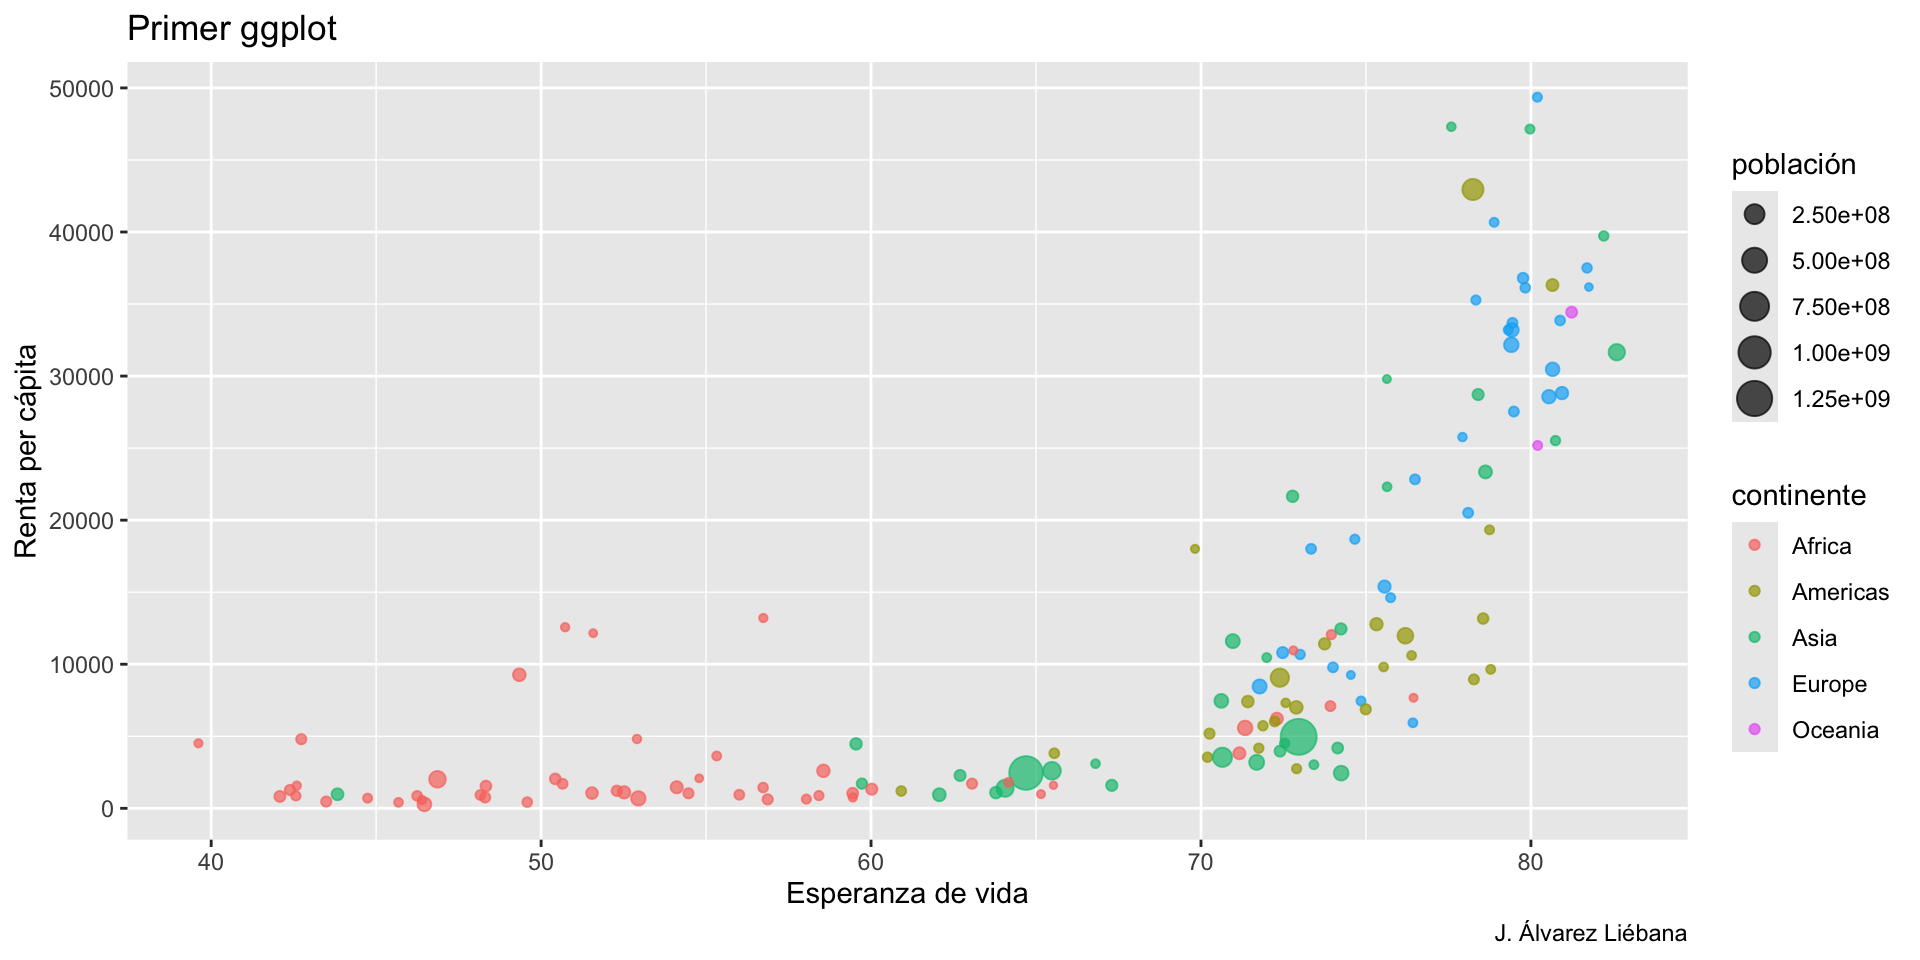 Primer ggplot
50000
40000
30000
20000
10000
0
Renta per cápita
40 50 60 70 80
Esperanza de vida
población
2.50e+08
5.00e+08
7.50e+08
1.00e+09
1.25e+09
continente
Africa
Americas
Asia
Europe
Oceania
J. Álvarez Liébana